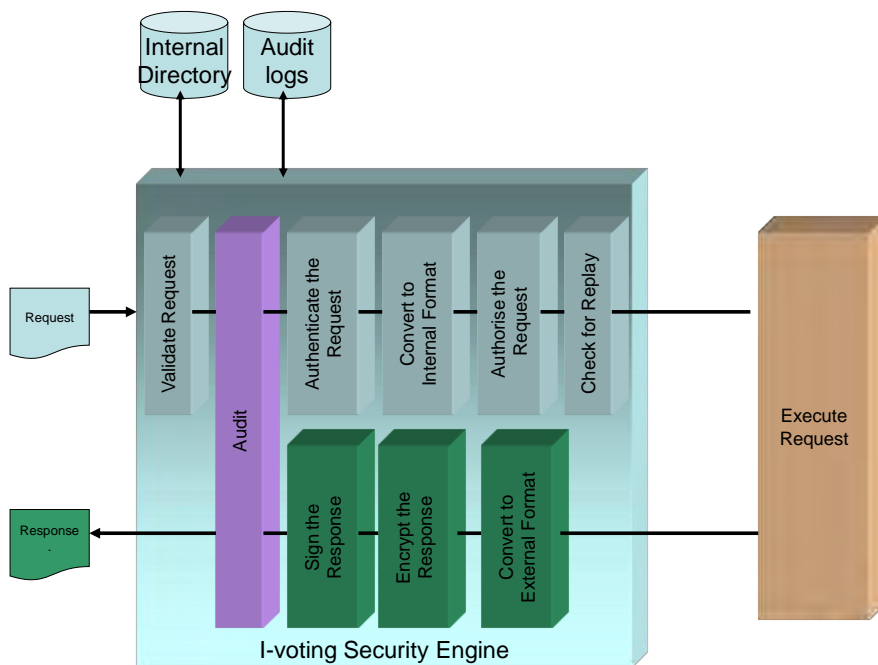 Internal
Directory
Audit
logs
Request
Validate Request
Audit
Authenticate the
Request
Convert to
Internal Format
Authorise the
Request
Check for Replay
Execute
Request
Response
.
Sign the
Response
Encrypt the
Response
Convert to
External Format
I-voting Security Engine